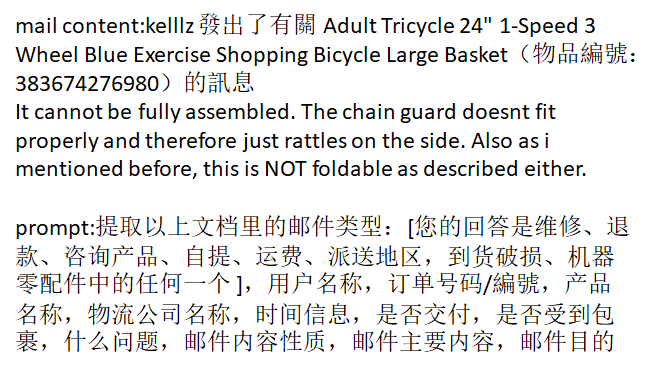 mail content:kelllz 發出了有關 Adult Tricycle 24" 1-Speed 3
Wheel Blue Exercise Shopping Bicycle Large Basket（物品編號：
383674276980）的訊息
It cannot be fully assembled. The chain guard doesnt fit
properly and therefore just rattles on the side. Also as i
mentioned before, this is NOT foldable as described either.
prompt:提取以上文档里的邮件类型：[您的回答是维修、退
款、咨询产品、自提、运费、派送地区，到货破损、机器
零配件中的任何一个 ]，用户名称，订单号码/編號，产品
名称，物流公司名称，时间信息，是否交付，是否受到包
裹，什么问题，邮件内容性质，邮件主要内容，邮件目的